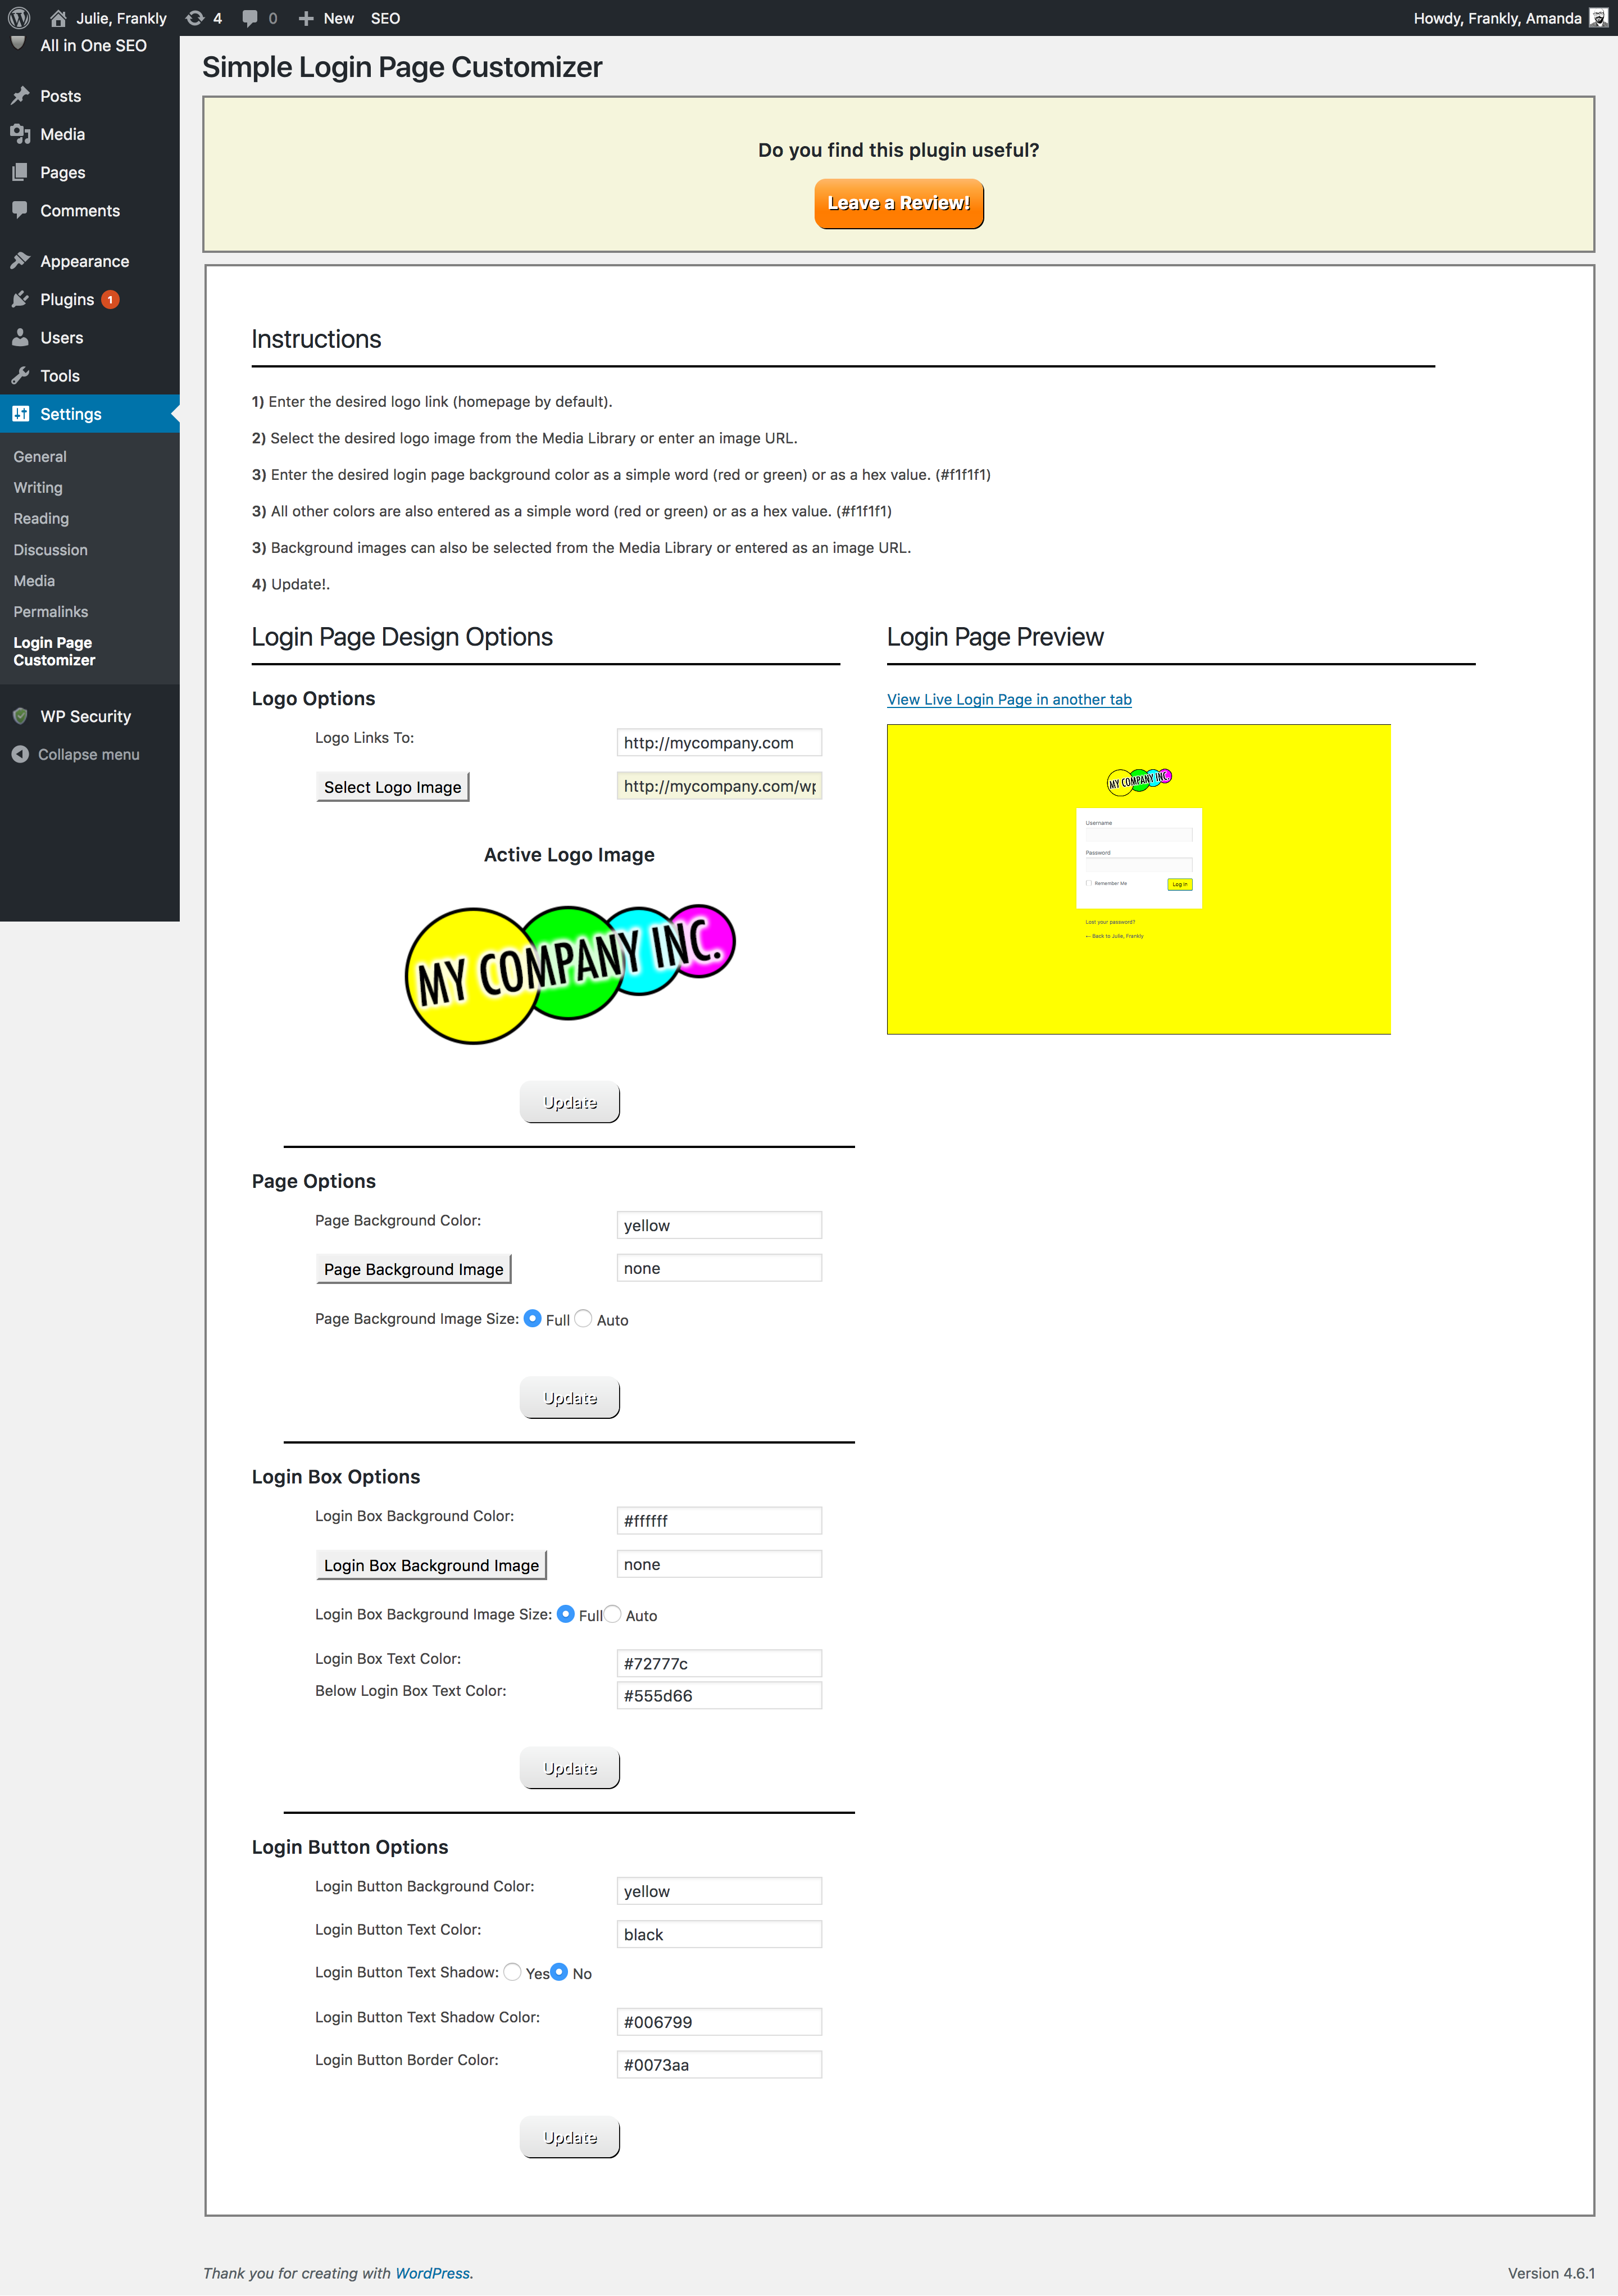 Julie, Frankly 4 0 New SEO Howdy, Frankly, Amanda
All in One SEO
Posts
Media
Pages
Comments
Appearance
Plugins 1
Users
Tools
Settings
General
Writing
Reading
Discussion
Media
Permalinks
Login Page
Customizer
WP Security
Collapse menu
Simple Login Page Customizer
Do you find this plugin useful?
Leave a Review!
Instructions
1) Enter the desired logo link (homepage by default).
2) Select the desired logo image from the Media Library or enter an image URL.
3) Enter the desired login page background color as a simple word (red or green) or as a hex value. (#f1f1f1)
3) All other colors are also entered as a simple word (red or green) or as a hex value. (#f1f1f1)
3) Background images can also be selected from the Media Library or entered as an image URL.
4) Update!.
Login Page Design Options
Logo Options
Logo Links To: http://mycompany.com
Select Logo Image http://mycompany.com/wp
Active Logo Image
MY COMPANY INC.
Update
Page Options
Page Background Color: yellow
Page Background Image none
Page Background Image Size: Full Auto
Update
Login Box Options
Login Box Background Color: #ffffff
Login Box Background Image none
Login Box Background Image Size: Full Auto
Login Box Text Color: #72777c
Below Login Box Text Color: #555d66
Update
Login Button Options
Login Button Background Color: yellow
Login Button Text Color: black
Login Button Text Shadow: Yes No
Login Button Text Shadow Color: #006799
Login Button Border Color: #0073aa
Update
Login Page Preview
View Live Login Page in another tab
MY COMPANY INC.
Username
Password
Remember Me Log In
Lost your password?
← Back to Julie, Frankly
Thank you for creating with WordPress. Version 4.6.1